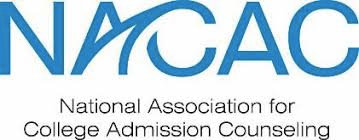 NACAC
National Association for
College Admission Counseling